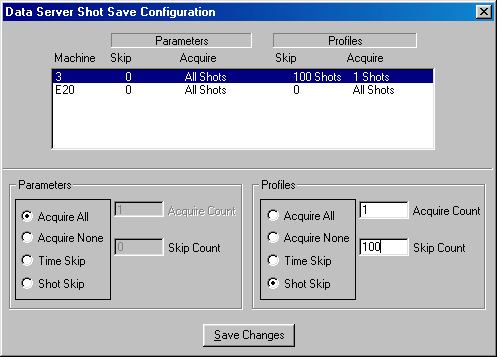 Data Server Shot Save Configuration
Parameters Profiles
Machine Skip Acquire Skip Acquire
3 0 All Shots 100 Shots 1 Shots
E20 0 All Shots 0 All Shots
Parameters Profiles
Acquire All 1 Acquire Count Acquire All 1 Acquire Count
Acquire None 0 Skip Count Acquire None 100 Skip Count
Time Skip Time Skip
Shot Skip Shot Skip
Save Changes